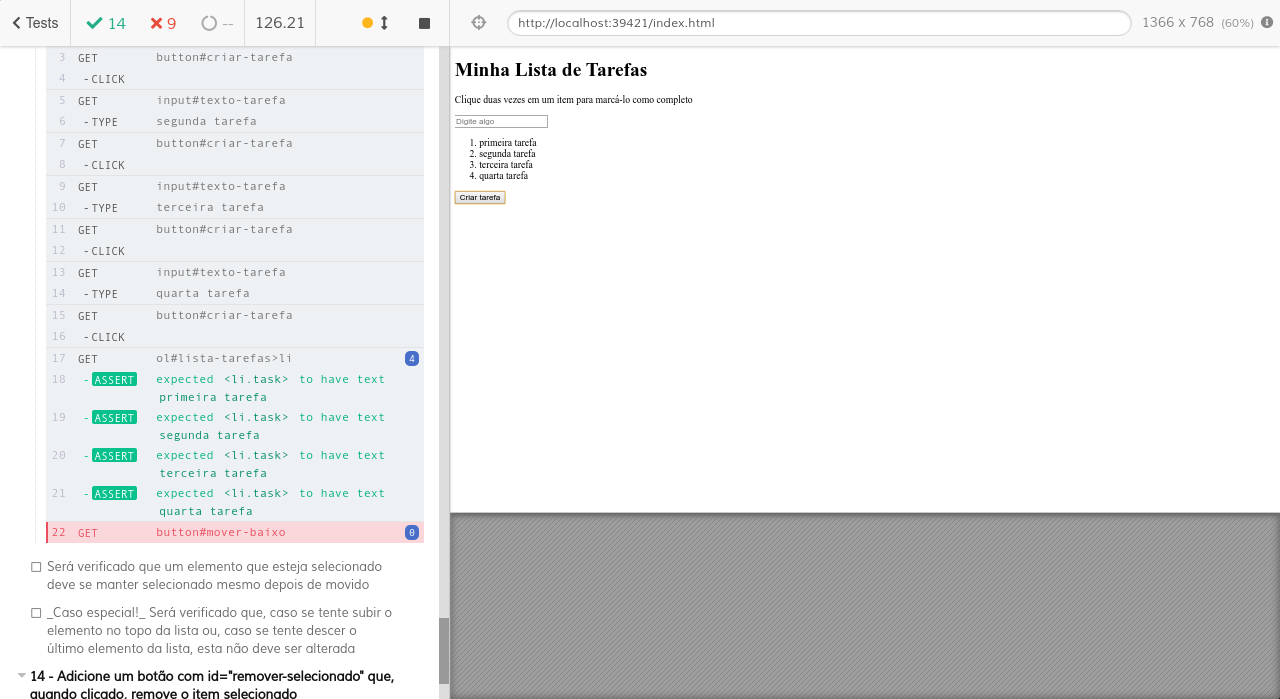 Tests 14 9 -- 126.21 http://localhost:39421/index.html 1366 x 768 (60%)
3 GET button#criar-tarefa
4 -CLICK
5 GET input#texto-tarefa
6 -TYPE segunda tarefa
7 GET button#criar-tarefa
8 -CLICK
9 GET input#texto-tarefa
10 -TYPE terceira tarefa
11 GET button#criar-tarefa
12 -CLICK
13 GET input#texto-tarefa
14 -TYPE quarta tarefa
15 GET button#criar-tarefa
16 -CLICK
17 GET ol#lista-tarefas>li 4
18 -ASSERT expected <li.task> to have text
primeira tarefa
19 -ASSERT expected <li.task> to have text
segunda tarefa
20 -ASSERT expected <li.task> to have text
terceira tarefa
21 -ASSERT expected <li.task> to have text
quarta tarefa
22 GET button#mover-baixo 0
Será verificado que um elemento que esteja selecionado
deve se manter selecionado mesmo depois de movido
_Caso especial!_ Será verificado que, caso se tente subir o
elemento no topo da lista ou, caso se tente descer o
último elemento da lista, esta não deve ser alterada
14 - Adicione um botão com id="remover-selecionado" que,
quando clicado, remove o item selecionado
Minha Lista de Tarefas
Clique duas vezes em um item para marcá-lo como completo
Digite algo
1. primeira tarefa
2. segunda tarefa
3. terceira tarefa
4. quarta tarefa
Criar tarefa